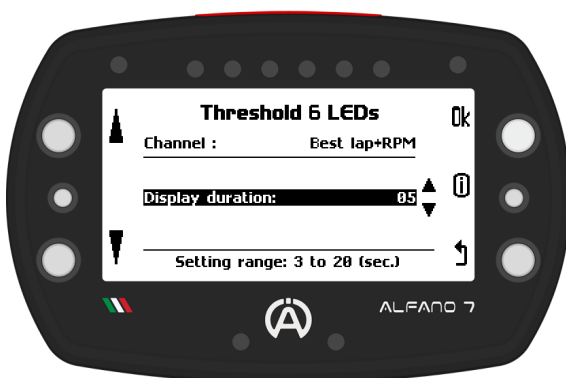 Threshold 6 LEDs
Ok
Channel : Best lap+RPM
Display duration: 05
Setting range: 3 to 20 (sec.)
ALFANO 7